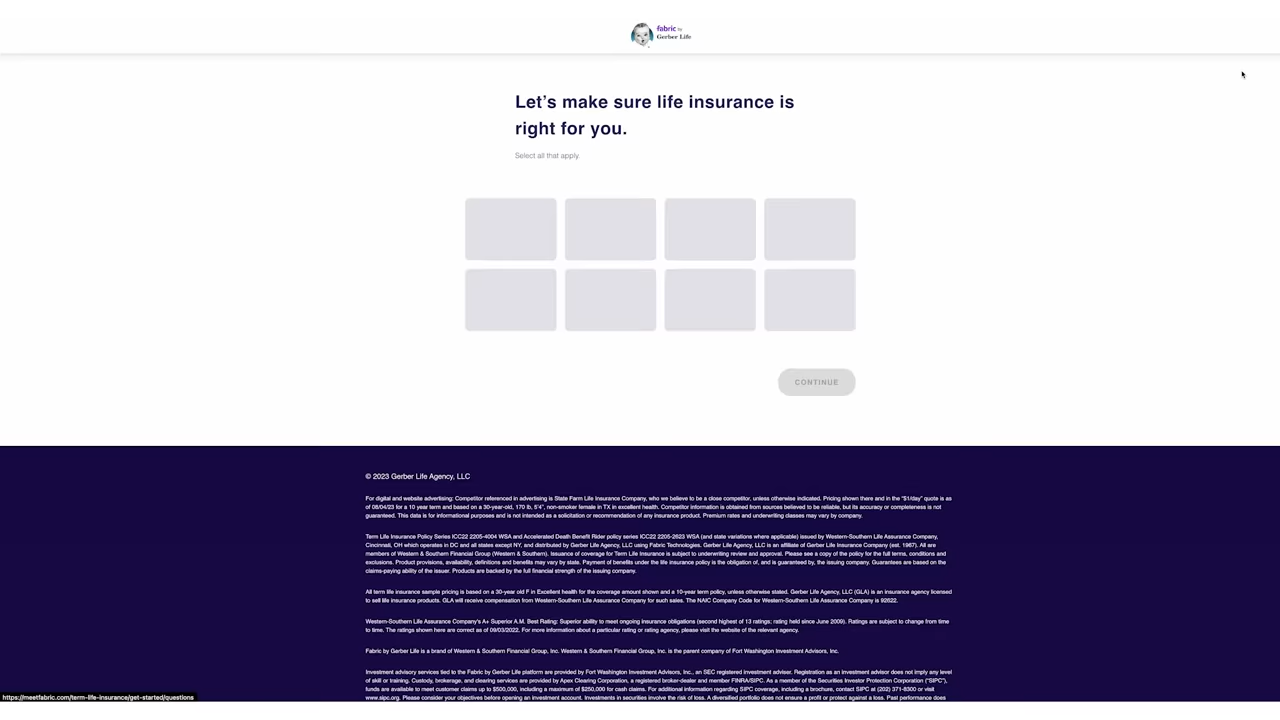 fabric by
Gerber Life
Let's make sure life insurance is
right for you.
Select all that apply.
CONTINUE
© 2023 Gerber Life Agency, LLC
For digital and website advertising: Competitor referenced in advertising is State Farm Life Insurance Company, who we believe to be a close competitor, unless otherwise indicated. Pricing shown there and in the "$1/day" quote is as
of 08/04/23 for a 10 year term and based on a 30-year-old, 170 lb, 5'4", non-smoker female in TX in excellent health. Competitor information is obtained from sources believed to be reliable, but its accuracy or completeness is not
guaranteed. This data is for informational purposes and is not intended as a solicitation or recommendation of any insurance product. Premium rates and underwriting classes may vary by company.
Term Life Insurance Policy Series ICC22 2205-4004 WSA and Accelerated Death Benefit Rider policy series ICC22 2205-2623 WSA (and state variations where applicable) issued by Western-Southern Life Assurance Company,
Cincinnati, OH which operates in DC and all states except NY, and distributed by Gerber Life Agency, LLC using Fabric Technologies. Gerber Life Agency, LLC is an affiliate of Gerber Life Insurance Company (est. 1967). All are
members of Western & Southern Financial Group (Western & Southern). Issuance of coverage for Term Life Insurance is subject to underwriting review and approval. Please see a copy of the policy for the full terms, conditions and
exclusions. Product provisions, availability, definitions and benefits may vary by state. Payment of benefits under the life insurance policy is the obligation of, and is guaranteed by, the issuing company. Guarantees are based on the
claims-paying ability of the issuer. Products are backed by the full financial strength of the issuing company.
All term life insurance sample pricing is based on a 30-year old F in Excellent health for the coverage amount shown and a 10-year term policy, unless otherwise stated. Gerber Life Agency, LLC (GLA) is an insurance agency licensed
to sell life insurance products. GLA will receive compensation from Western-Southern Life Assurance Company for such sales. The NAIC Company Code for Western-Southern Life Assurance Company is 92622.
Western-Southern Life Assurance Company's A+ Superior A.M. Best Rating: Superior ability to meet ongoing insurance obligations (second highest of 13 ratings; rating held since June 2009). Ratings are subject to change from time
to time. The ratings shown here are correct as of 09/03/2022. For more information about a particular rating or rating agency, please visit the website of the relevant agency.
Fabric by Gerber Life is a brand of Western & Southern Financial Group, Inc. Western & Southern Financial Group, Inc. is the parent company of Fort Washington Investment Advisors, Inc.
Investment advisory services tied to the Fabric by Gerber Life platform are provided by Fort Washington Investment Advisors, Inc., an SEC registered investment adviser. Registration as an investment advisor does not imply any level
of skill or training. Custody, brokerage, and clearing services are provided by Apex Clearing Corporation, a registered broker-dealer and member FINRA/SIPC. As a member of the Securities Investor Protection Corporation ("SIPC"),
funds are available to meet customer claims up to $500,000, including a maximum of $250,000 for cash claims. For additional information regarding SIPC coverage, including a brochure, contact SIPC at (202) 371-8300 or visit
www.sipc.org. Please consider your objectives before opening an investment account. Investments in securities involve the risk of loss. A diversified portfolio does not ensure a profit or protect against a loss. Past performance does
https://meetfabric.com/term-life-insurance/get-started/questions